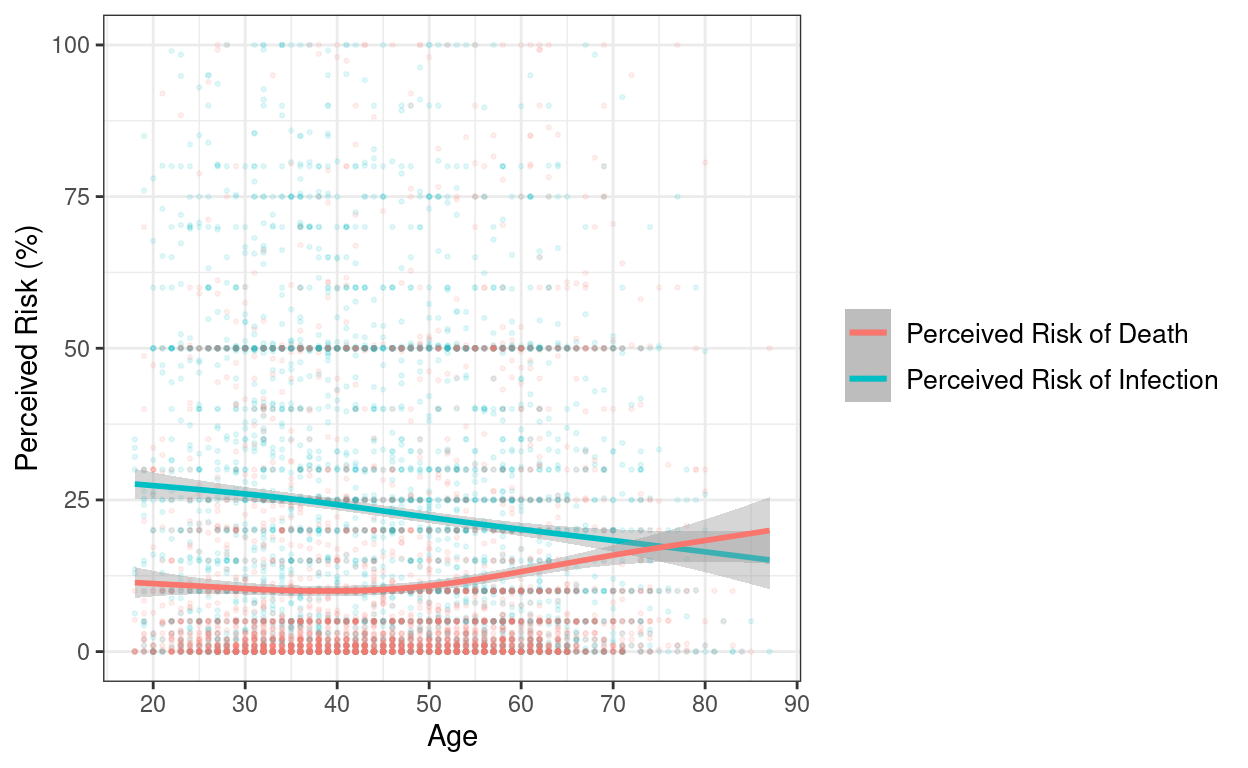 100
75
50
25
0
Perceived Risk (%)
20 30 40 50 60 70 80 90
Age
Perceived Risk of Death
Perceived Risk of Infection